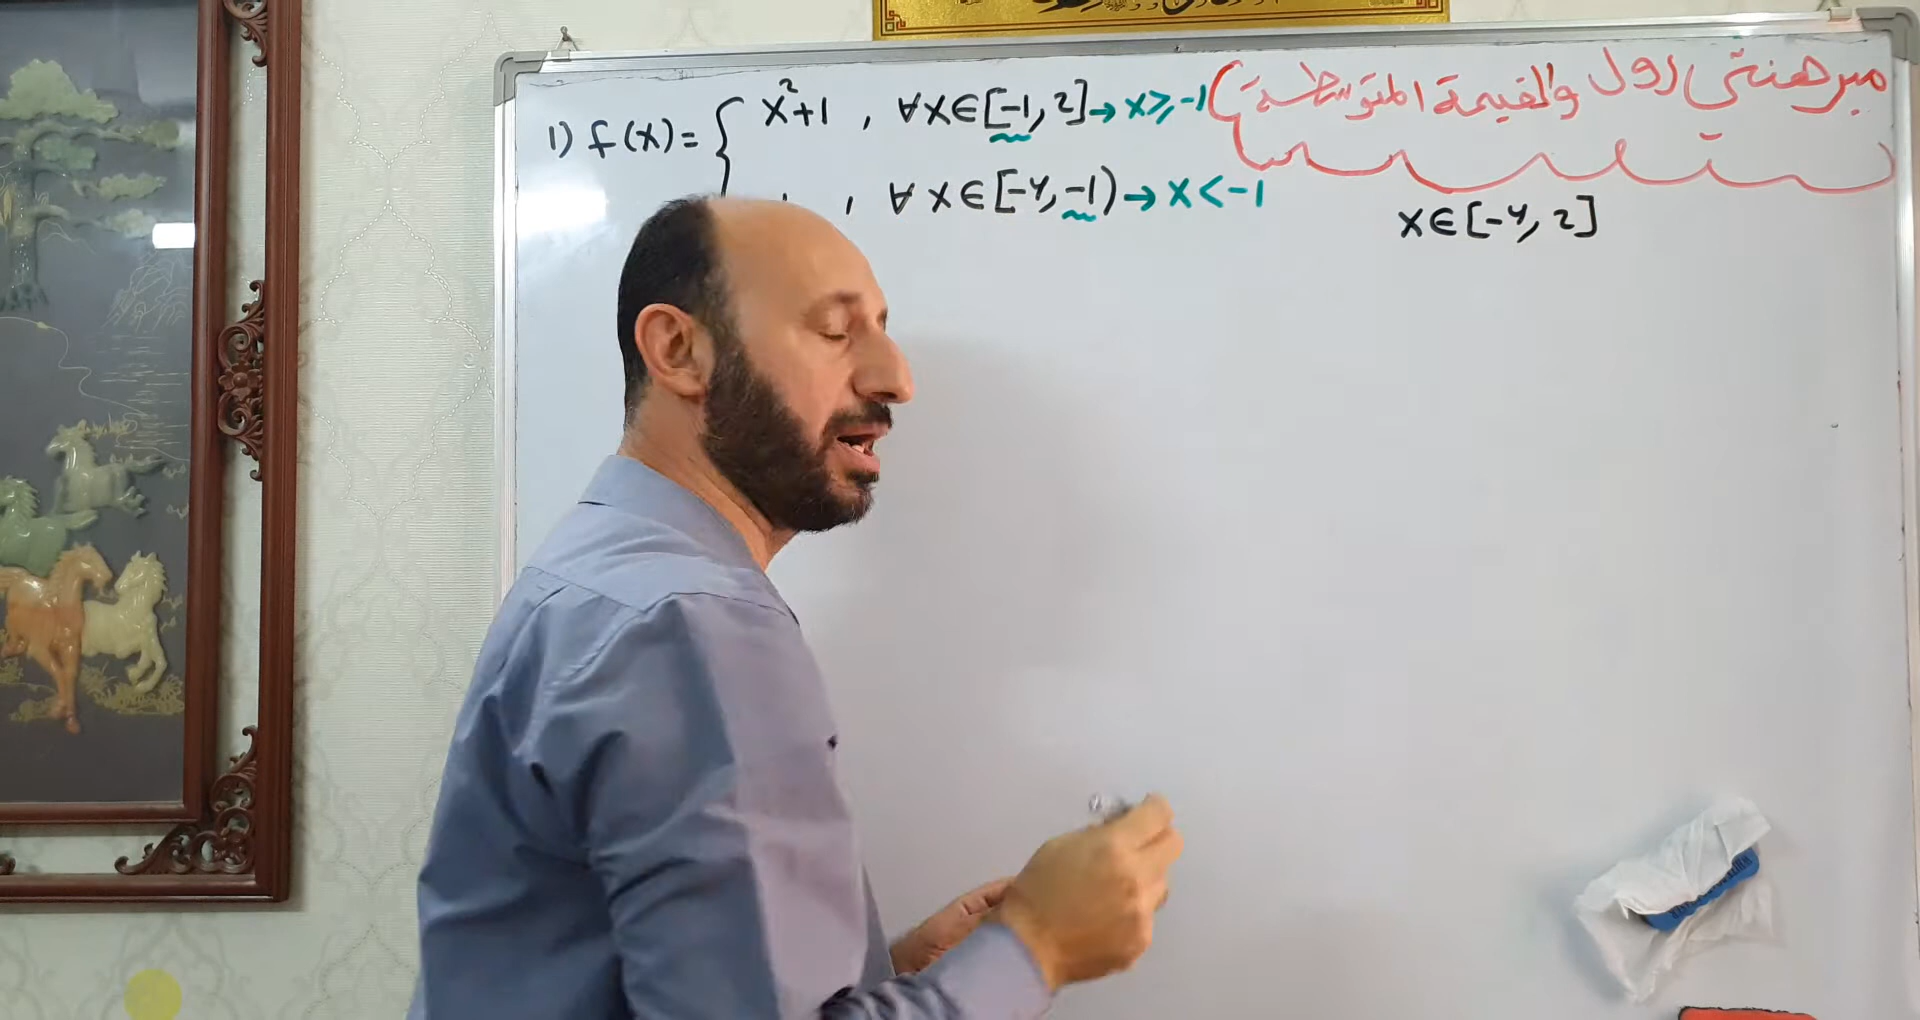 مبرهنتي رول والقيمة المتوسطة)
1) f(x) = { x²+1 , ∀x∈[-1, 2] → x ≥ -1
, ∀x∈[-4, -1) → x < -1
x∈[-4, 2]